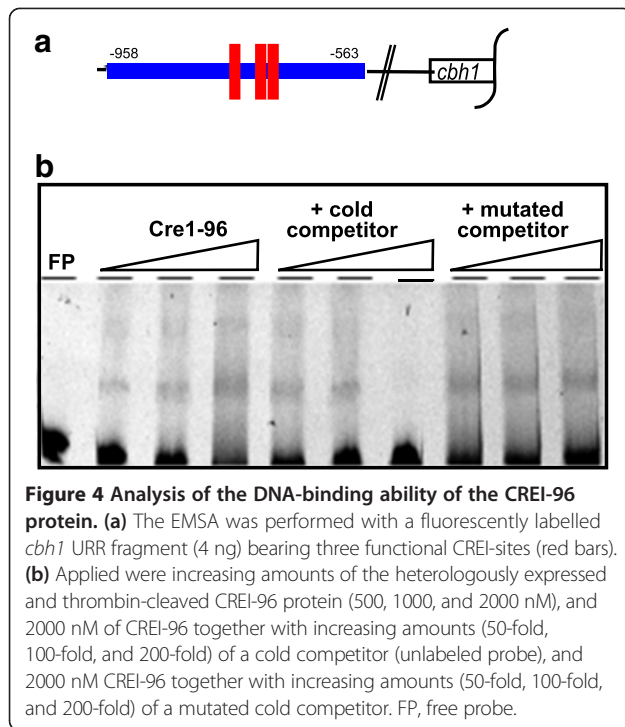 a
-958 -563
cbh1
b
+ cold + mutated
Cre1-96 competitor competitor
FP
Figure 4 Analysis of the DNA-binding ability of the CREI-96
protein. (a) The EMSA was performed with a fluorescently labelled
cbh1 URR fragment (4 ng) bearing three functional CREI-sites (red bars).
(b) Applied were increasing amounts of the heterologously expressed
and thrombin-cleaved CREI-96 protein (500, 1000, and 2000 nM), and
2000 nM of CREI-96 together with increasing amounts (50-fold,
100-fold, and 200-fold) of a cold competitor (unlabeled probe), and
2000 nM CREI-96 together with increasing amounts (50-fold, 100-fold,
and 200-fold) of a mutated cold competitor. FP, free probe.